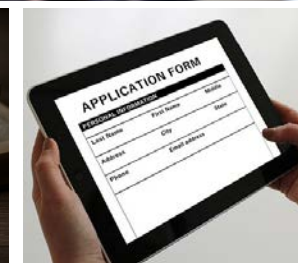 APPLICATION FORM
PERSONAL INFORMATION
Last Name First Name Middle
Address City State
Phone Email address